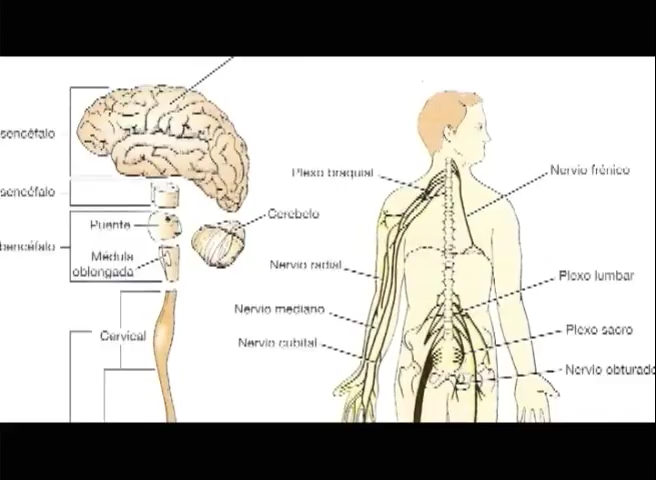 sencéfalo
sencéfalo
bencéfalo
Puente
Médula
oblongada
Cerebelo
Cervical
Plexo braquial
Nervio frénico
Nervio radial
Nervio mediano
Nervio cubital
Plexo lumbar
Plexo sacro
Nervio obturado